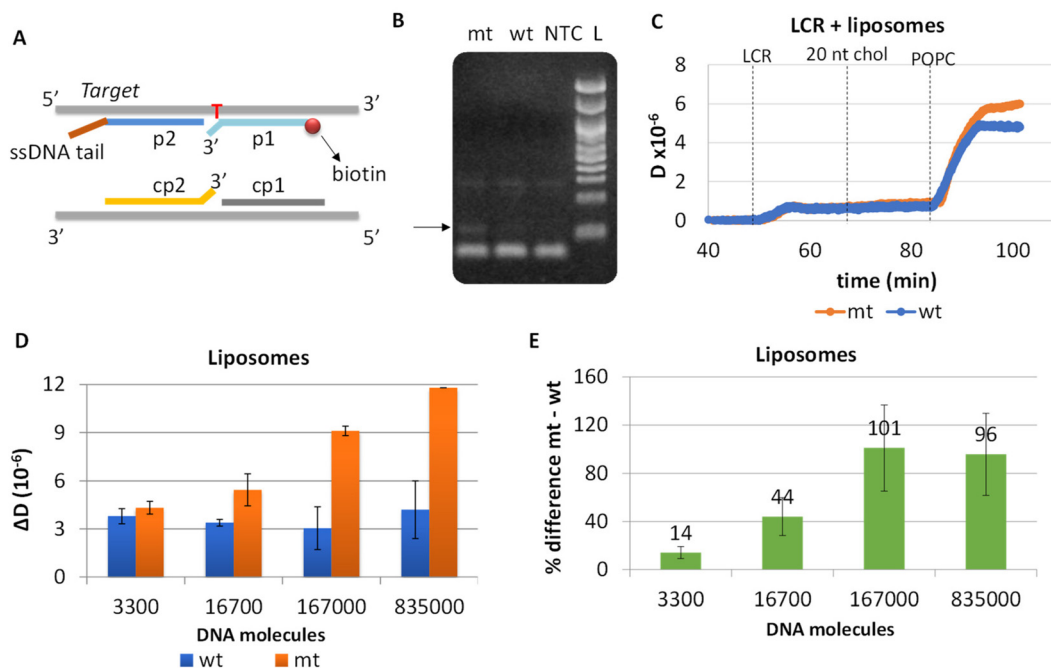 A
Target
5’
3’
T
p2
3’
p1
ssDNA tail
biotin
cp2
3’
cp1
3’
5’
B
mt wt NTC L
C
LCR + liposomes
LCR
20 nt chol
POPC
D x10-6
8
6
4
2
0
40 60 80 100
time (min)
mt wt
D
Liposomes
ΔD (10-6)
12
9
6
3
0
3300 16700 167000 835000
DNA molecules
wt mt
E
Liposomes
% difference mt - wt
160
120
80
40
0
14
44
101
96
3300 16700 167000 835000
DNA molecules